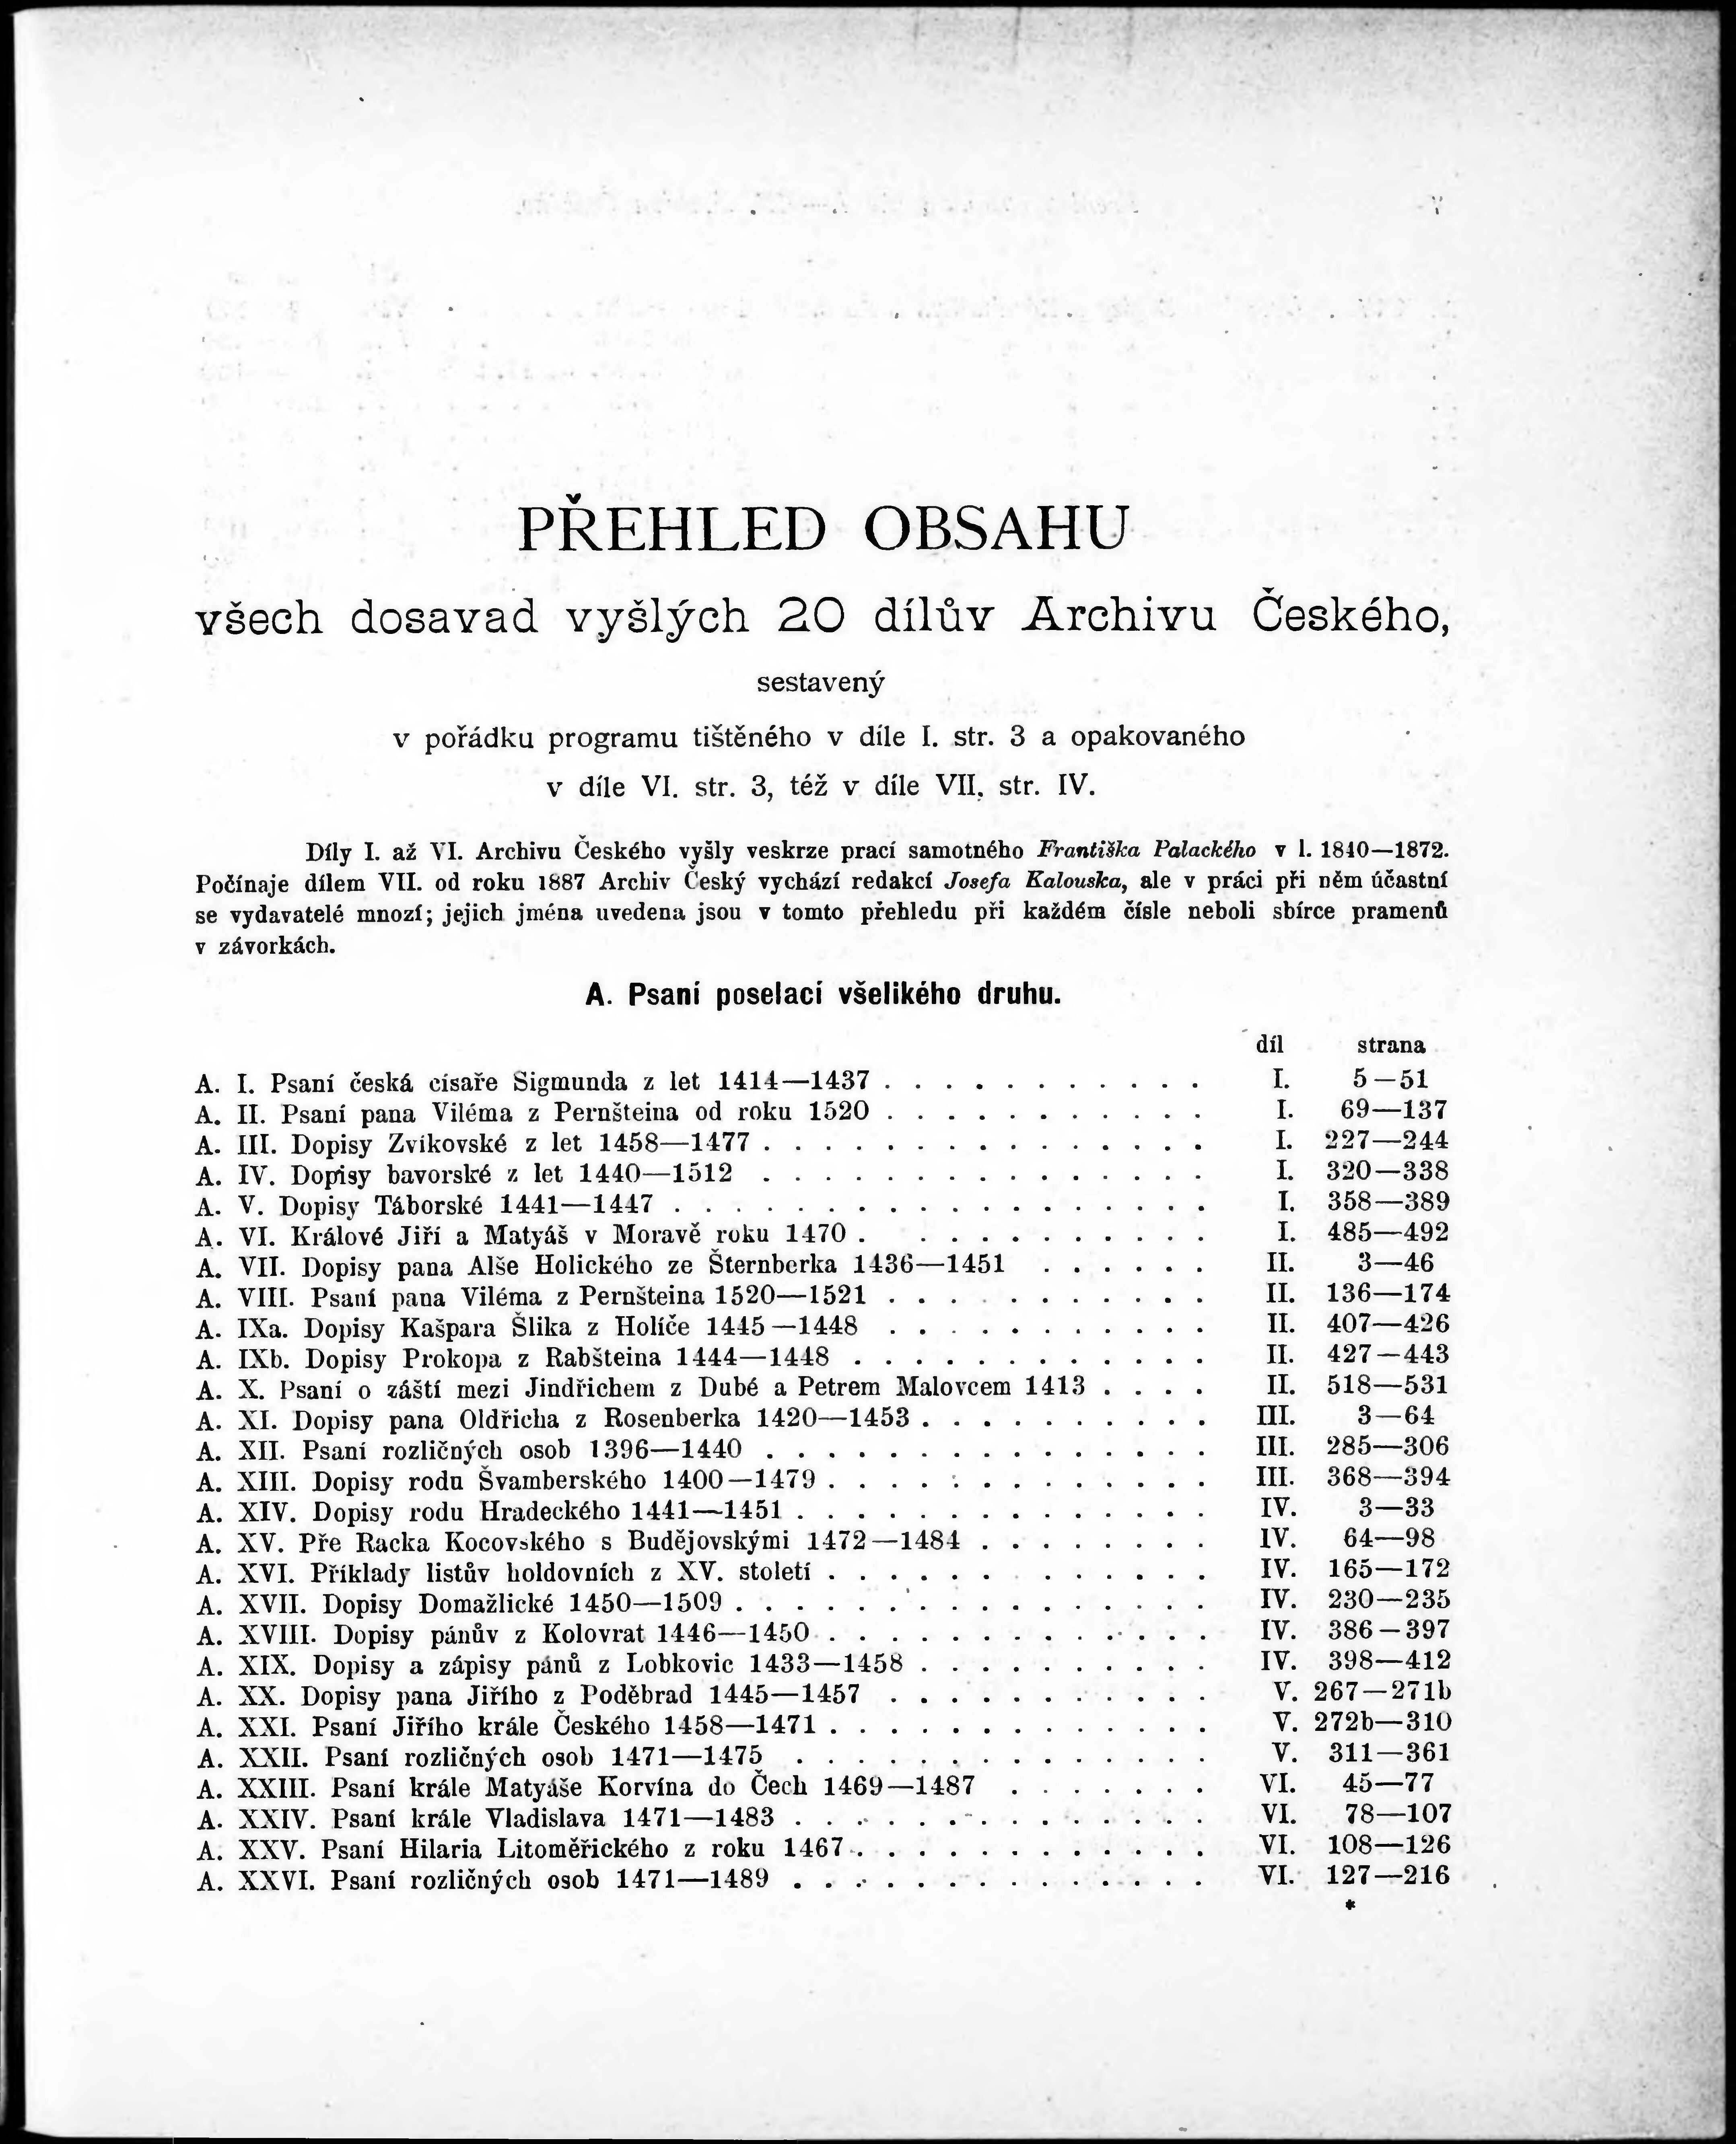 PŘEHLED OBSAHU
všech dosavad vyšlých 20 dílův Archivu Českého,
sestavený
v pořádku programu tištěného v díle I. str. 3 a opakovaného
v díle VI. str. 3, též v díle VII. str. IV.
Díly I. až VI. Archivu Českého vyšly veskrze prací samotného Františka Palackého v l. 1840—1872.
Počínaje dílem VII. od roku 1887 Archiv Český vychází redakcí Josefa Kalouska, ale v práci při něm účastní
se vydavatelé mnozí; jejich jména uvedena jsou v tomto přehledu při každém čísle neboli sbírce pramenů
v závorkách.
A. Psaní poselací všelikého druhu.
díl strana
A. I. Psaní česká císaře Sigmunda z let 1414—1437 . . . . . . . . . . . I. 5—51
A. II. Psaní pana Viléma z Pernšteina od roku 1520 . . . . . . . . . . . I. 69—137
A. III. Dopisy Zvíkovské z let 1458—1477 . . . . . . . . . . . . . . . I. 227—244
A. IV. Dopisy bavorské z let 1440—1512 . . . . . . . . . . . . . . . I. 320—338
A. V. Dopisy Táborské 1441—1447 . . . . . . . . . . . . . . . . . . I. 358—389
A. VI. Králové Jiří a Matyáš v Moravě roku 1470 . . . . . . . . . . . I. 485—492
A. VII. Dopisy pana Alše Holického ze Šternberka 1436—1451 . . . . . . II. 3—46
A. VIII. Psaní pana Viléma z Pernšteina 1520—1521 . . . . . . . . . . . II. 136—174
A. IXa. Dopisy Kašpara Šlika z Holíče 1445—1448 . . . . . . . . . . . II. 407—426
A. IXb. Dopisy Prokopa z Rabšteina 1444—1448 . . . . . . . . . . . . II. 427—443
A. X. Psaní o záští mezi Jindřichem z Dubé a Petrem Malovcem 1413 . . . . II. 518—531
A. XI. Dopisy pana Oldřicha z Rosenberka 1420—1453 . . . . . . . . . . III. 3—64
A. XII. Psaní rozličných osob 1396—1440 . . . . . . . . . . . . . . . III. 285—306
A. XIII. Dopisy rodu Švamberského 1400—1479 . . . . . . . . . . . . . III. 368—394
A. XIV. Dopisy rodu Hradeckého 1441—1451 . . . . . . . . . . . . . . IV. 3—33
A. XV. Pře Racka Kocovského s Budějovskými 1472—1484 . . . . . . . . IV. 64—98
A. XVI. Příklady listův holdovních z XV. století . . . . . . . . . . . . IV. 165—172
A. XVII. Dopisy Domažlické 1450—1509 . . . . . . . . . . . . . . . . IV. 230—235
A. XVIII. Dopisy pánův z Kolovrat 1446—1450 . . . . . . . . . . . . . IV. 386—397
A. XIX. Dopisy a zápisy pánů z Lobkovic 1433—1458 . . . . . . . . . . IV. 398—412
A. XX. Dopisy pana Jiřího z Poděbrad 1445—1457 . . . . . . . . . . . V. 267—271b
A. XXI. Psaní Jiřího krále Českého 1458—1471 . . . . . . . . . . . . . V. 272b—310
A. XXII. Psaní rozličných osob 1471—1475 . . . . . . . . . . . . . . V. 311—361
A. XXIII. Psaní krále Matyáše Korvína do Čech 1469—1487 . . . . . . . VI. 45—77
A. XXIV. Psaní krále Vladislava 1471—1483 . . . . . . . . . . . . . . VI. 78—107
A. XXV. Psaní Hilaria Litoměřického z roku 1467 . . . . . . . . . . . . VI. 108—126
A. XXVI. Psaní rozličných osob 1471—1489 . . . . . . . . . . . . . . VI. 127—216
*